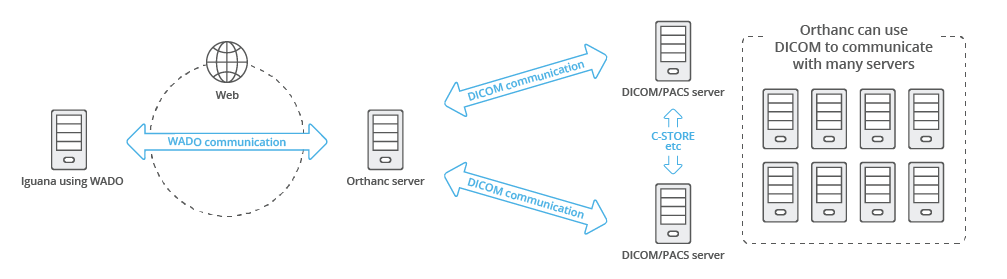 Web
WADO communication
Iguana using WADO
Orthanc server
DICOM communication
DICOM communication
DICOM/PACS server
C-STORE
etc
DICOM/PACS server
Orthanc can use
DICOM to communicate
with many servers